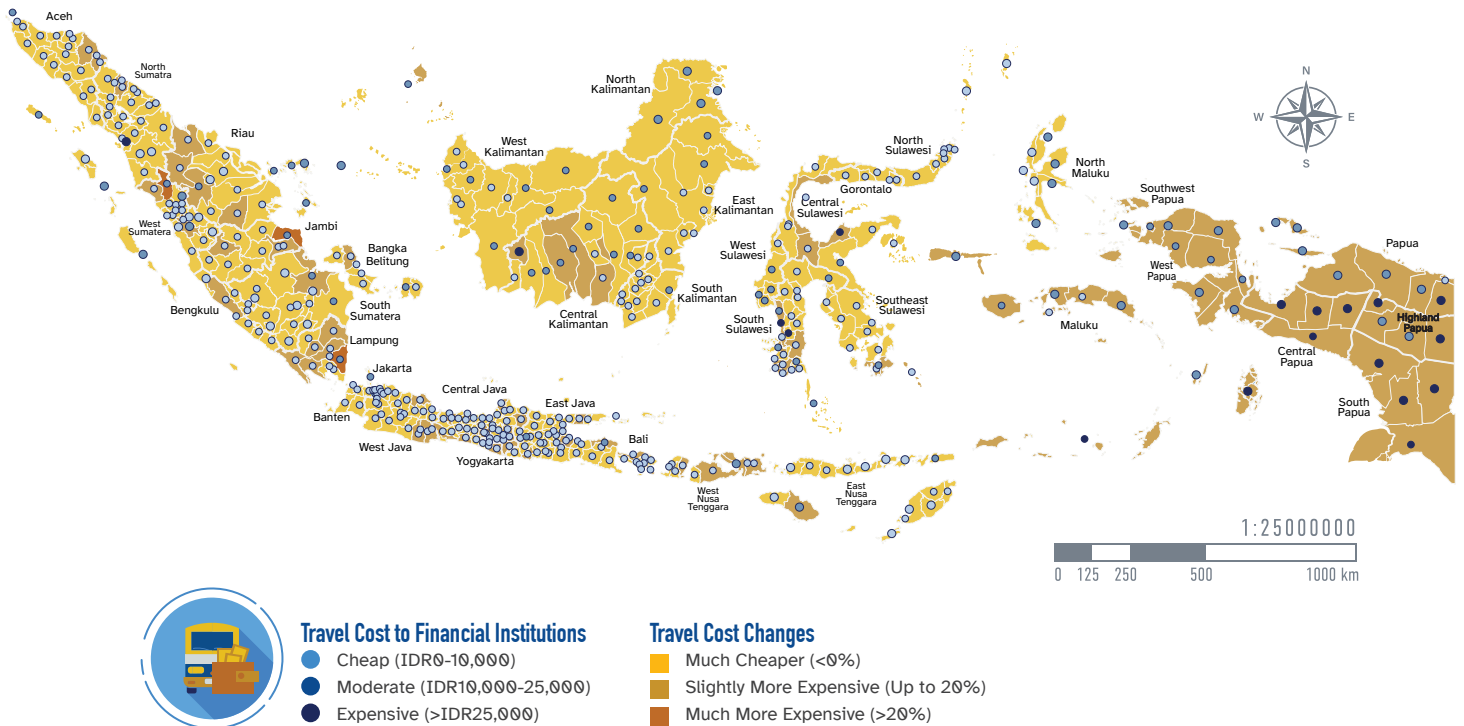 Aceh
North
Sumatra
Riau
West
Sumatera
Jambi
Bangka
Belitung
Bengkulu
South
Sumatera
Lampung
Jakarta
Banten
West Java
Central Java
Yogyakarta
East Java
Bali
West
Nusa
Tenggara
East
Nusa
Tenggara
West
Kalimantan
North
Kalimantan
East
Kalimantan
South
Kalimantan
Central
Kalimantan
North
Sulawesi
Gorontalo
Central
Sulawesi
West
Sulawesi
South
Sulawesi
Southeast
Sulawesi
North
Maluku
Maluku
Southwest
Papua
West
Papua
Papua
Highland
Papua
Central
Papua
South
Papua
N
W
E
S
1:25000000
0 125 250 500 1000 km
Travel Cost to Financial Institutions
Cheap (IDR0-10,000)
Moderate (IDR10,000-25,000)
Expensive (>IDR25,000)
Travel Cost Changes
Much Cheaper (<0%)
Slightly More Expensive (Up to 20%)
Much More Expensive (>20%)